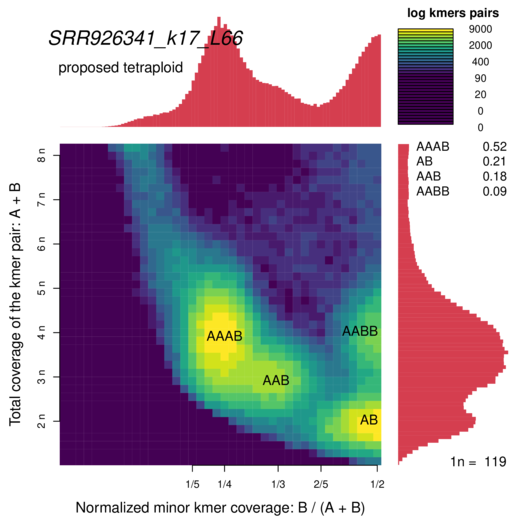 SRR926341_k17_L66
proposed tetraploid
log kmers pairs
9000
2000
400
90
20
0
0
AAAB 0.52
AB 0.21
AAB 0.18
AABB 0.09
Total coverage of the kmer pair: A + B
8n
7n
6n
5n
4n
3n
2n
AAAB
AABB
AAB
AB
1n = 119
1/5 1/4 1/3 2/5 1/2
Normalized minor kmer coverage: B / (A + B)